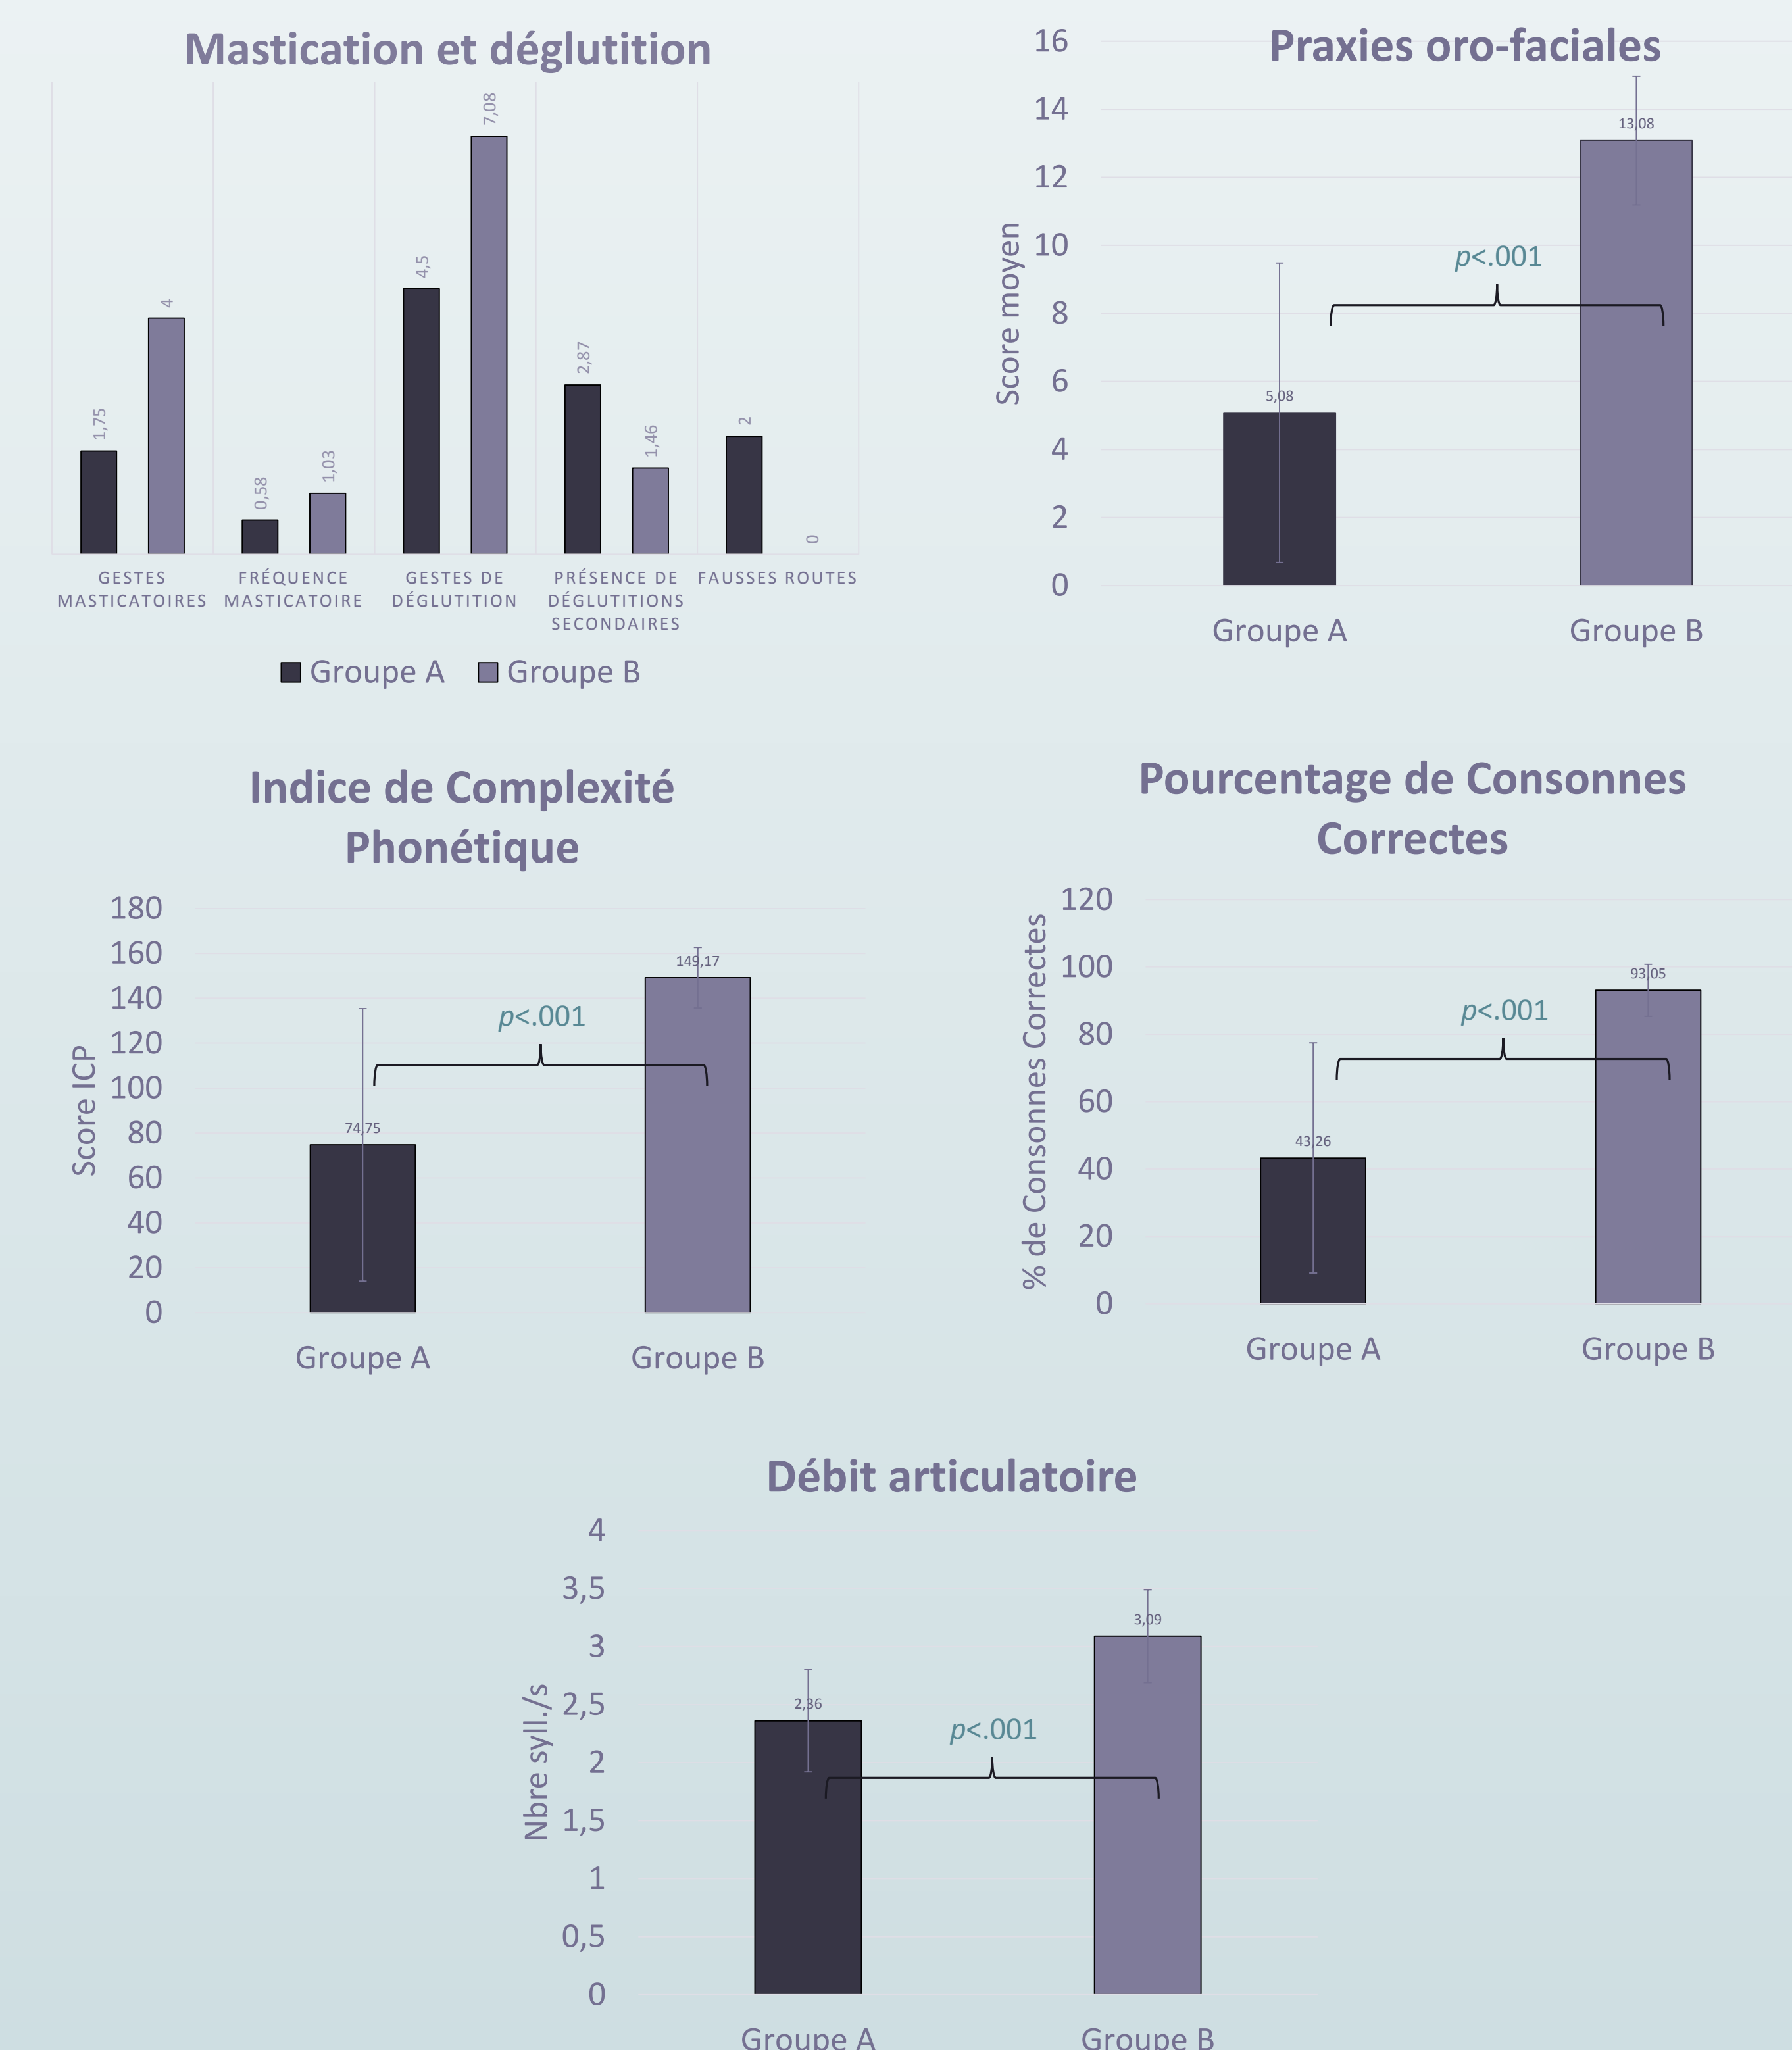 Mastication et déglutition
1,75
4
0,58
1,03
4,5
7,08
2,87
1,46
2
0
GESTES
MASTICATOIRES
FRÉQUENCE
MASTICATOIRE
GESTES DE
DÉGLUTITION
PRÉSENCE DE
DÉGLUTITIONS
SECONDAIRES
FAUSSES ROUTES
Groupe A
Groupe B
Praxies oro-faciales
Score moyen
16
14
12
10
8
6
4
2
0
5,08
13,08
p<.001
Groupe A
Groupe B
Indice de Complexité
Phonétique
Score ICP
180
160
140
120
100
80
60
40
20
0
74,75
149,17
p<.001
Groupe A
Groupe B
Pourcentage de Consonnes
Correctes
% de Consonnes Correctes
120
100
80
60
40
20
0
43,26
93,05
p<.001
Groupe A
Groupe B
Débit articulatoire
Nbre syll./s
4
3,5
3
2,5
2
1,5
1
0,5
0
2,36
3,09
p<.001
Groupe A
Groupe B